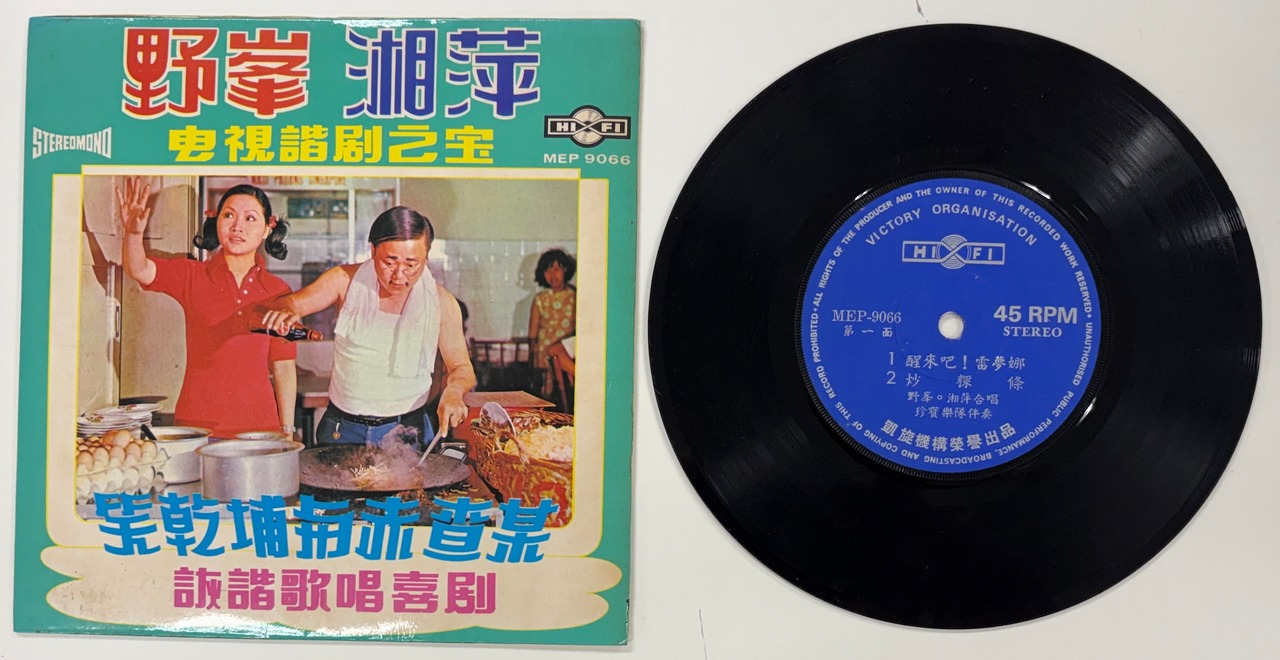 野峯 湘萍
STEREOMONO
电視諧剧之宝
HI FI
MEP 9066
呆乾埔与赤查某
詼諧歌唱喜剧
ALL RIGHTS OF THE PRODUCER AND THE OWNER OF THIS RECORDED WORK RESERVED • UNAUTHORISED PUBLIC PERFORMANCE, BROADCASTING AND COPYING OF THIS RECORD PROHIBITED •
VICTORY ORGANISATION
HI FI
MEP-9066
第一面
45 RPM
STEREO
1 醒來吧！雷夢娜
2 炒粿條
野峯。湘萍合唱
珍寶樂隊伴奏
凱旋機構榮譽出品